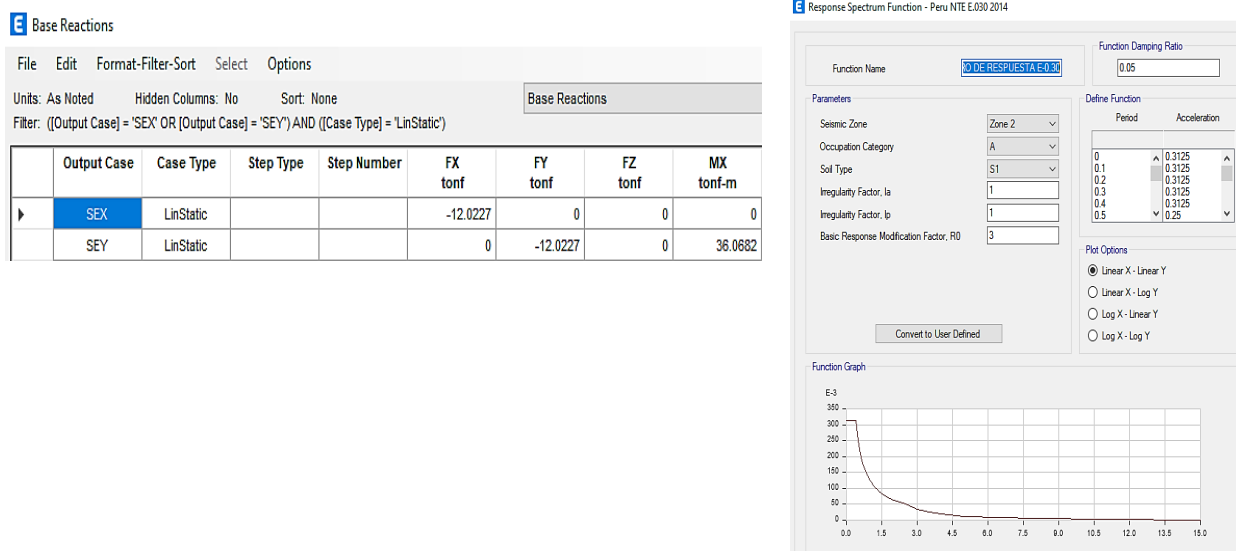 E Base Reactions
File Edit Format-Filter-Sort Select Options
Units: As Noted Hidden Columns: No Sort: None Base Reactions
Filter: ([Output Case] = 'SEX' OR [Output Case] = 'SEY') AND ([Case Type] = 'LinStatic')
Output Case Case Type Step Type Step Number FX tonf FY tonf FZ tonf MX tonf-m
SEX LinStatic -12.0227 0 0 0
SEY LinStatic 0 -12.0227 0 36.0682
E Response Spectrum Function - Peru NTE E.030 2014
Function Name O DE RESPUESTA E-0.30
Function Damping Ratio
0.05
Parameters
Seismic Zone Zone 2
Occupation Category A
Soil Type S1
Irregularity Factor, Ia 1
Irregularity Factor, Ip 1
Basic Response Modification Factor, R0 3
Convert to User Defined
Define Function
Period Acceleration
0 0.3125
0.1 0.3125
0.2 0.3125
0.3 0.3125
0.4 0.3125
0.5 0.25
Plot Options
Linear X - Linear Y
Linear X - Log Y
Log X - Linear Y
Log X - Log Y
Function Graph
E-3
350
300
250
200
150
100
50
0
0.0 1.5 3.0 4.5 6.0 7.5 9.0 10.5 12.0 13.5 15.0